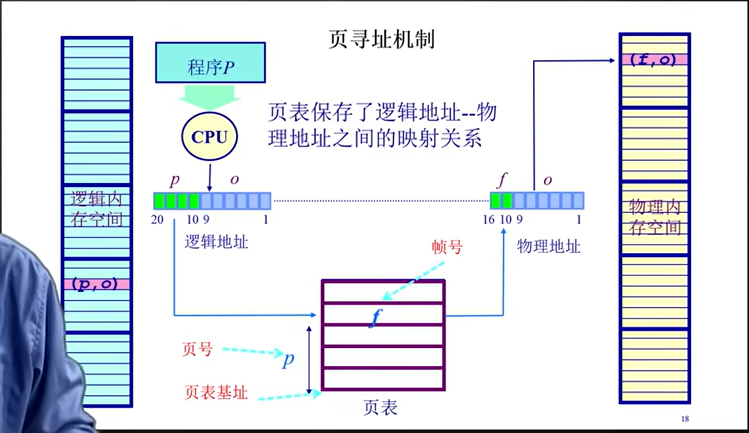 页寻址机制
程序P
CPU
页表保存了逻辑地址--物
理地址之间的映射关系
(f,o)
p
o
f
o
20
10 9
1
16
10 9
1
逻辑内
存空间
逻辑地址
物理地址
物理内
存空间
帧号
(p,o)
f
页号
p
页表基址
页表
18